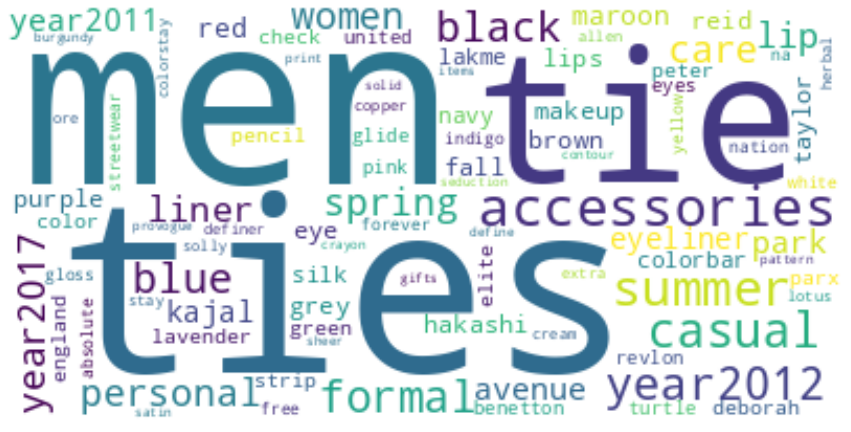 year2011
women
burgundy
red
check
united
print
colorstay
black
maroon
reid
allen
care
lip
na
lakme
items
lips
peter
eyes
herbal
men
tie
solid
copper
ore
streetwear
pencil
glide
navy
makeup
indigo
brown
contour
yellow
taylor
nation
pink
fall
seduction
white
purple
color
liner
provogue
definer
solly
eye
spring
forever
crayon
define
accessories
eyeliner
park
colorbar
pattern
ties
year2017
gloss
blue
stay
kajal
lavender
england
absolute
silk
grey
green
sheer
gifts
elite
hakashi
cream
extra
summer
parx
lotus
casual
revlon
personal
satin
strip
free
formal
avenue
benetton
year2012
turtle
deborah